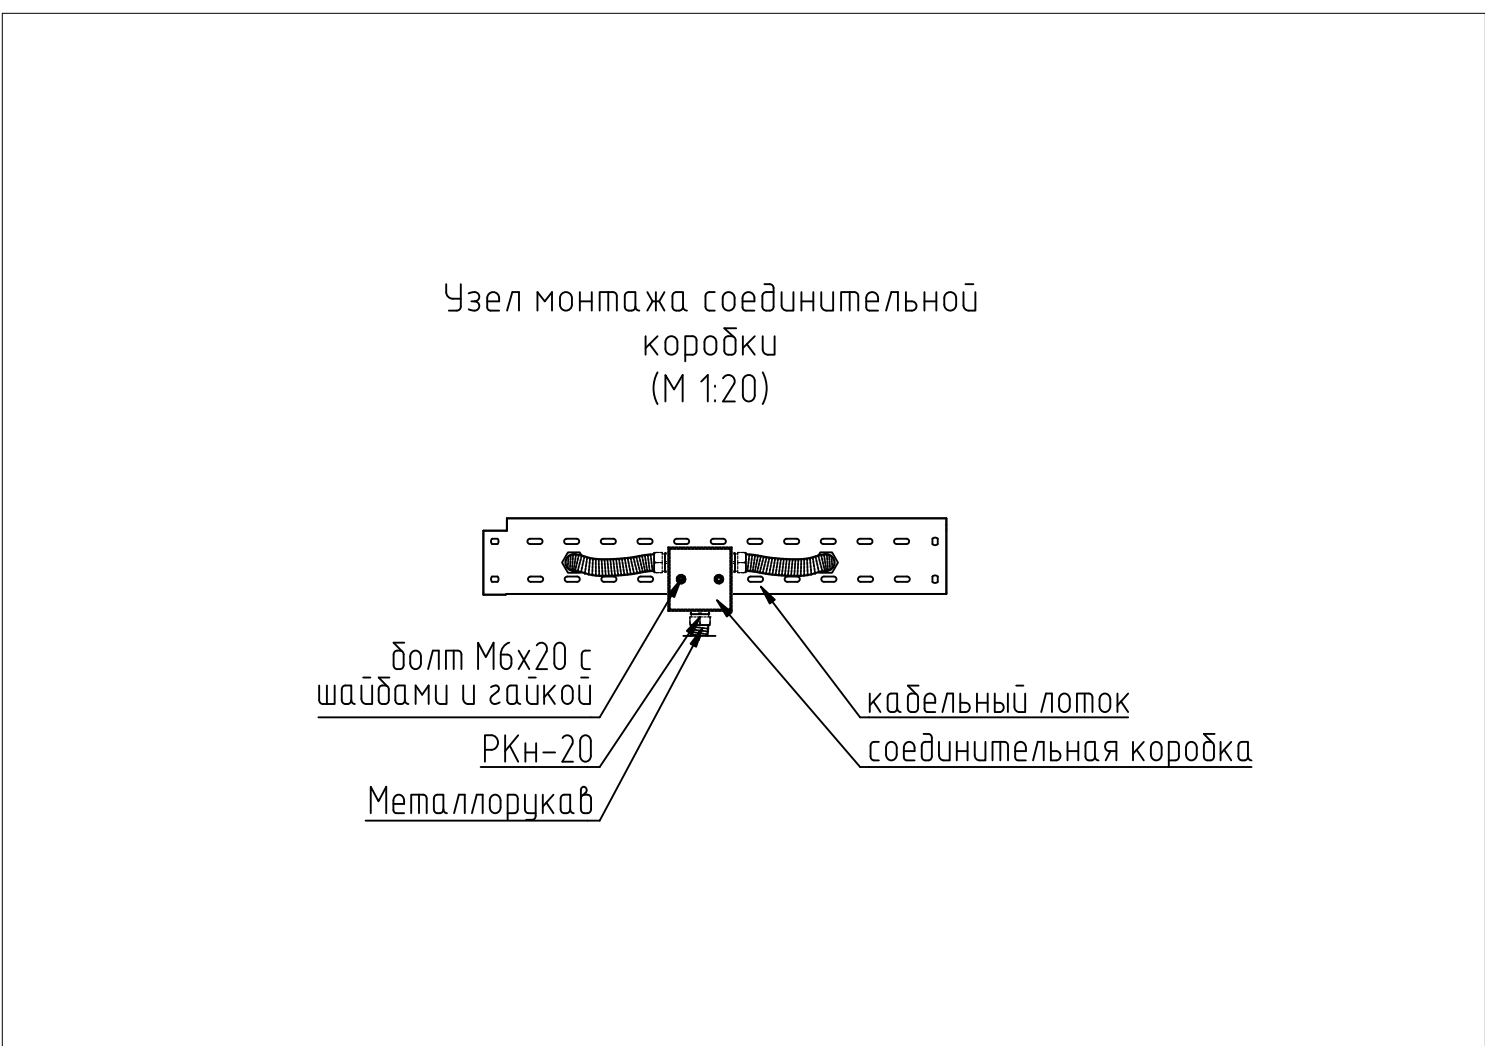 Узел монтажа соединительной
коробки
(М 1:20)
болт М6х20 с
шайбами и гайкой
РКн-20
Металлорукав
кабельный лоток
соединительная коробка